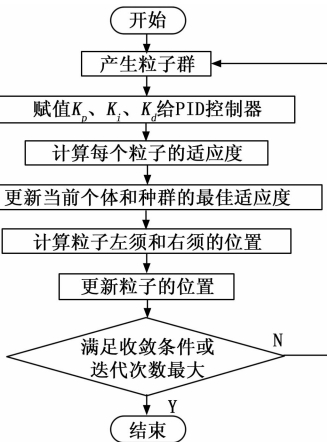 开始
产生粒子群
赋值Kp、Ki、Kd给PID控制器
计算每个粒子的适应度
更新当前个体和种群的最佳适应度
计算粒子左须和右须的位置
更新粒子的位置
满足收敛条件或
迭代次数最大
N
Y
结束